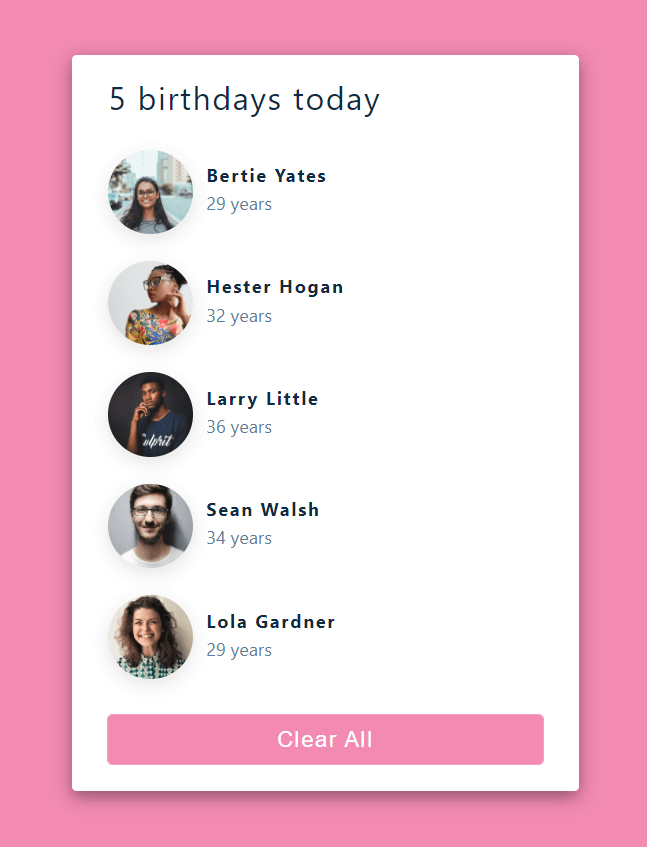 5 birthdays today
Bertie Yates
29 years
Hester Hogan
32 years
Larry Little
36 years
Sean Walsh
34 years
Lola Gardner
29 years
Clear All